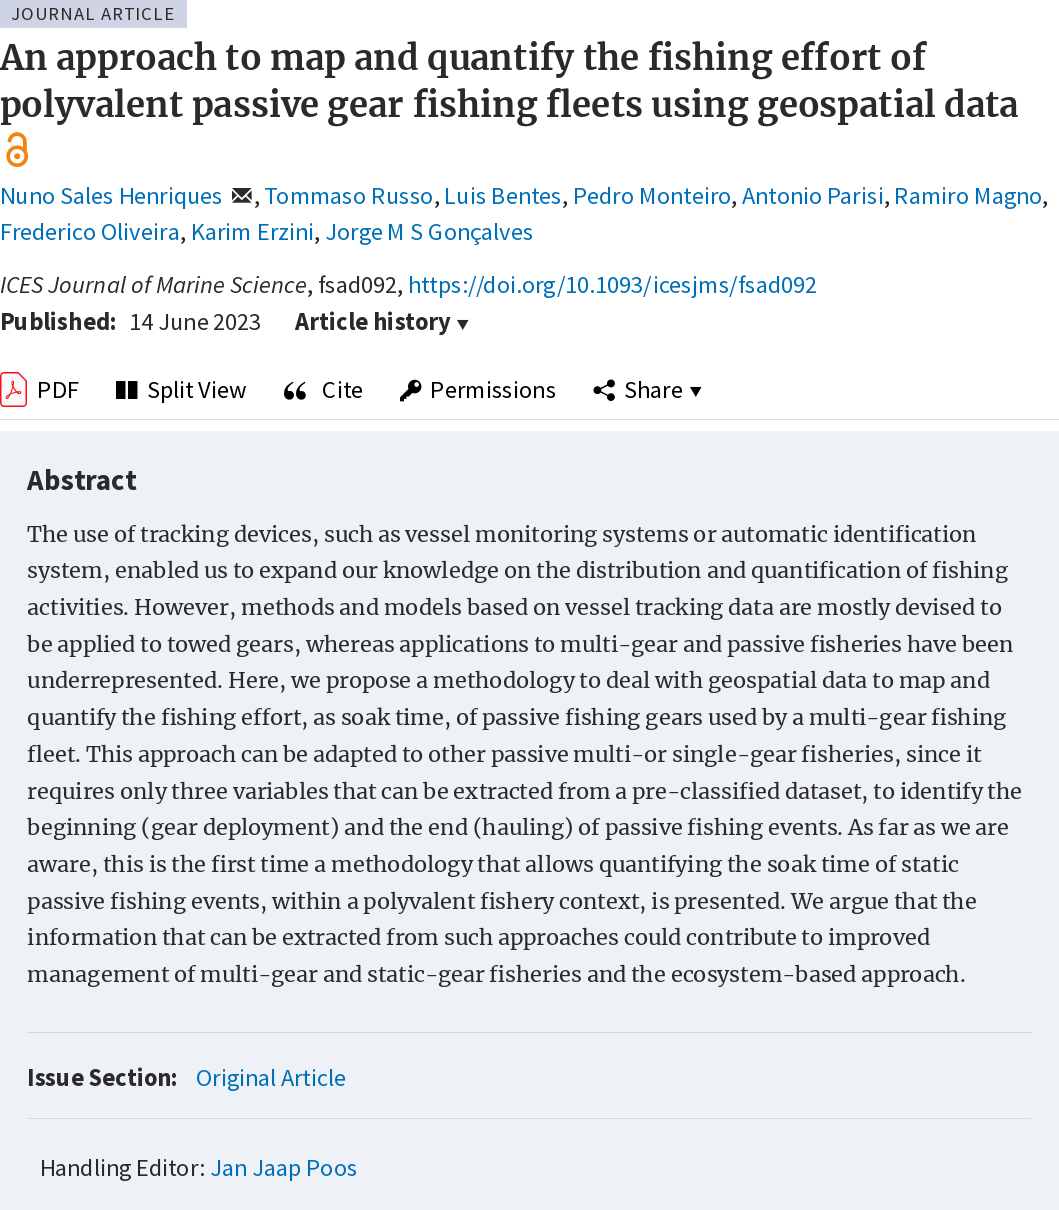 JOURNAL ARTICLE
An approach to map and quantify the fishing effort of
polyvalent passive gear fishing fleets using geospatial data
Nuno Sales Henriques , Tommaso Russo, Luis Bentes, Pedro Monteiro, Antonio Parisi, Ramiro Magno,
Frederico Oliveira, Karim Erzini, Jorge M S Gonçalves
ICES Journal of Marine Science, fsad092, https://doi.org/10.1093/icesjms/fsad092
Published: 14 June 2023 Article history ▼
PDF Split View Cite Permissions Share ▼
Abstract
The use of tracking devices, such as vessel monitoring systems or automatic identification
system, enabled us to expand our knowledge on the distribution and quantification of fishing
activities. However, methods and models based on vessel tracking data are mostly devised to
be applied to towed gears, whereas applications to multi-gear and passive fisheries have been
underrepresented. Here, we propose a methodology to deal with geospatial data to map and
quantify the fishing effort, as soak time, of passive fishing gears used by a multi-gear fishing
fleet. This approach can be adapted to other passive multi-or single-gear fisheries, since it
requires only three variables that can be extracted from a pre-classified dataset, to identify the
beginning (gear deployment) and the end (hauling) of passive fishing events. As far as we are
aware, this is the first time a methodology that allows quantifying the soak time of static
passive fishing events, within a polyvalent fishery context, is presented. We argue that the
information that can be extracted from such approaches could contribute to improved
management of multi-gear and static-gear fisheries and the ecosystem-based approach.
Issue Section: Original Article
Handling Editor: Jan Jaap Poos